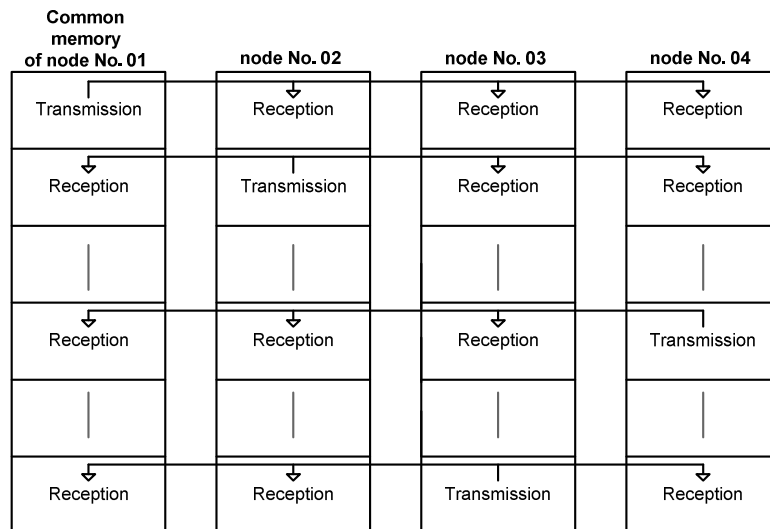 Common
memory
of node No. 01
node No. 02
node No. 03
node No. 04
Transmission
Reception
Reception
Reception
Reception
Transmission
Reception
Reception
Reception
Reception
Reception
Transmission
Reception
Reception
Transmission
Reception